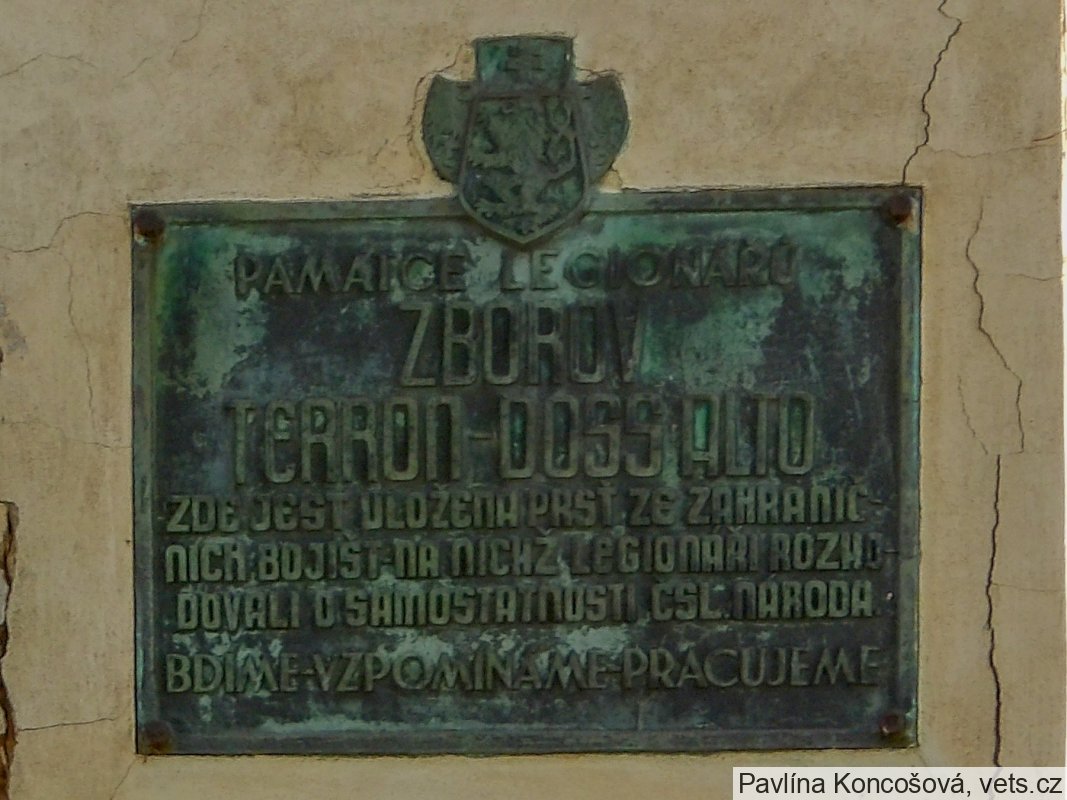 PAMÁTCE LEGIONÁŘŮ
ZBOROV
TERRON-DOSS ALTO
ZDE JEST ULOŽENA PRSŤ ZE ZAHRANIČ-
NÍCH BOJIŠŤ-NA NICHŽ LEGIONÁŘI ROZHO-
DOVALI O SAMOSTATNOSTI ČSL. NÁRODA
BDÍME-VZPOMÍNÁME-PRACUJEME
Pavlína Koncošová, vets.cz